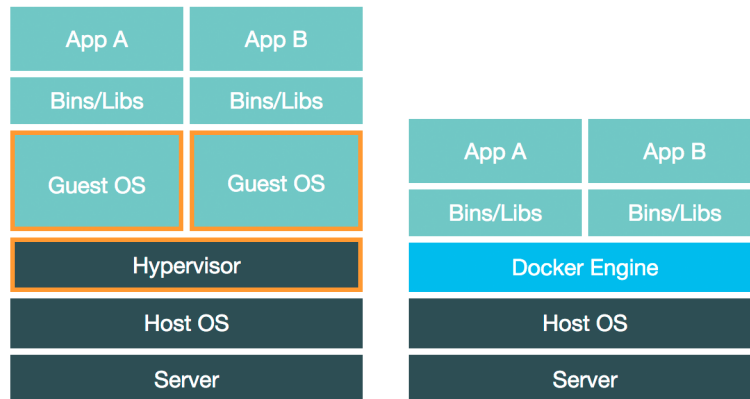 App A
App B
Bins/Libs
Bins/Libs
Guest OS
Guest OS
Hypervisor
Host OS
Server
App A
App B
Bins/Libs
Bins/Libs
Docker Engine
Host OS
Server